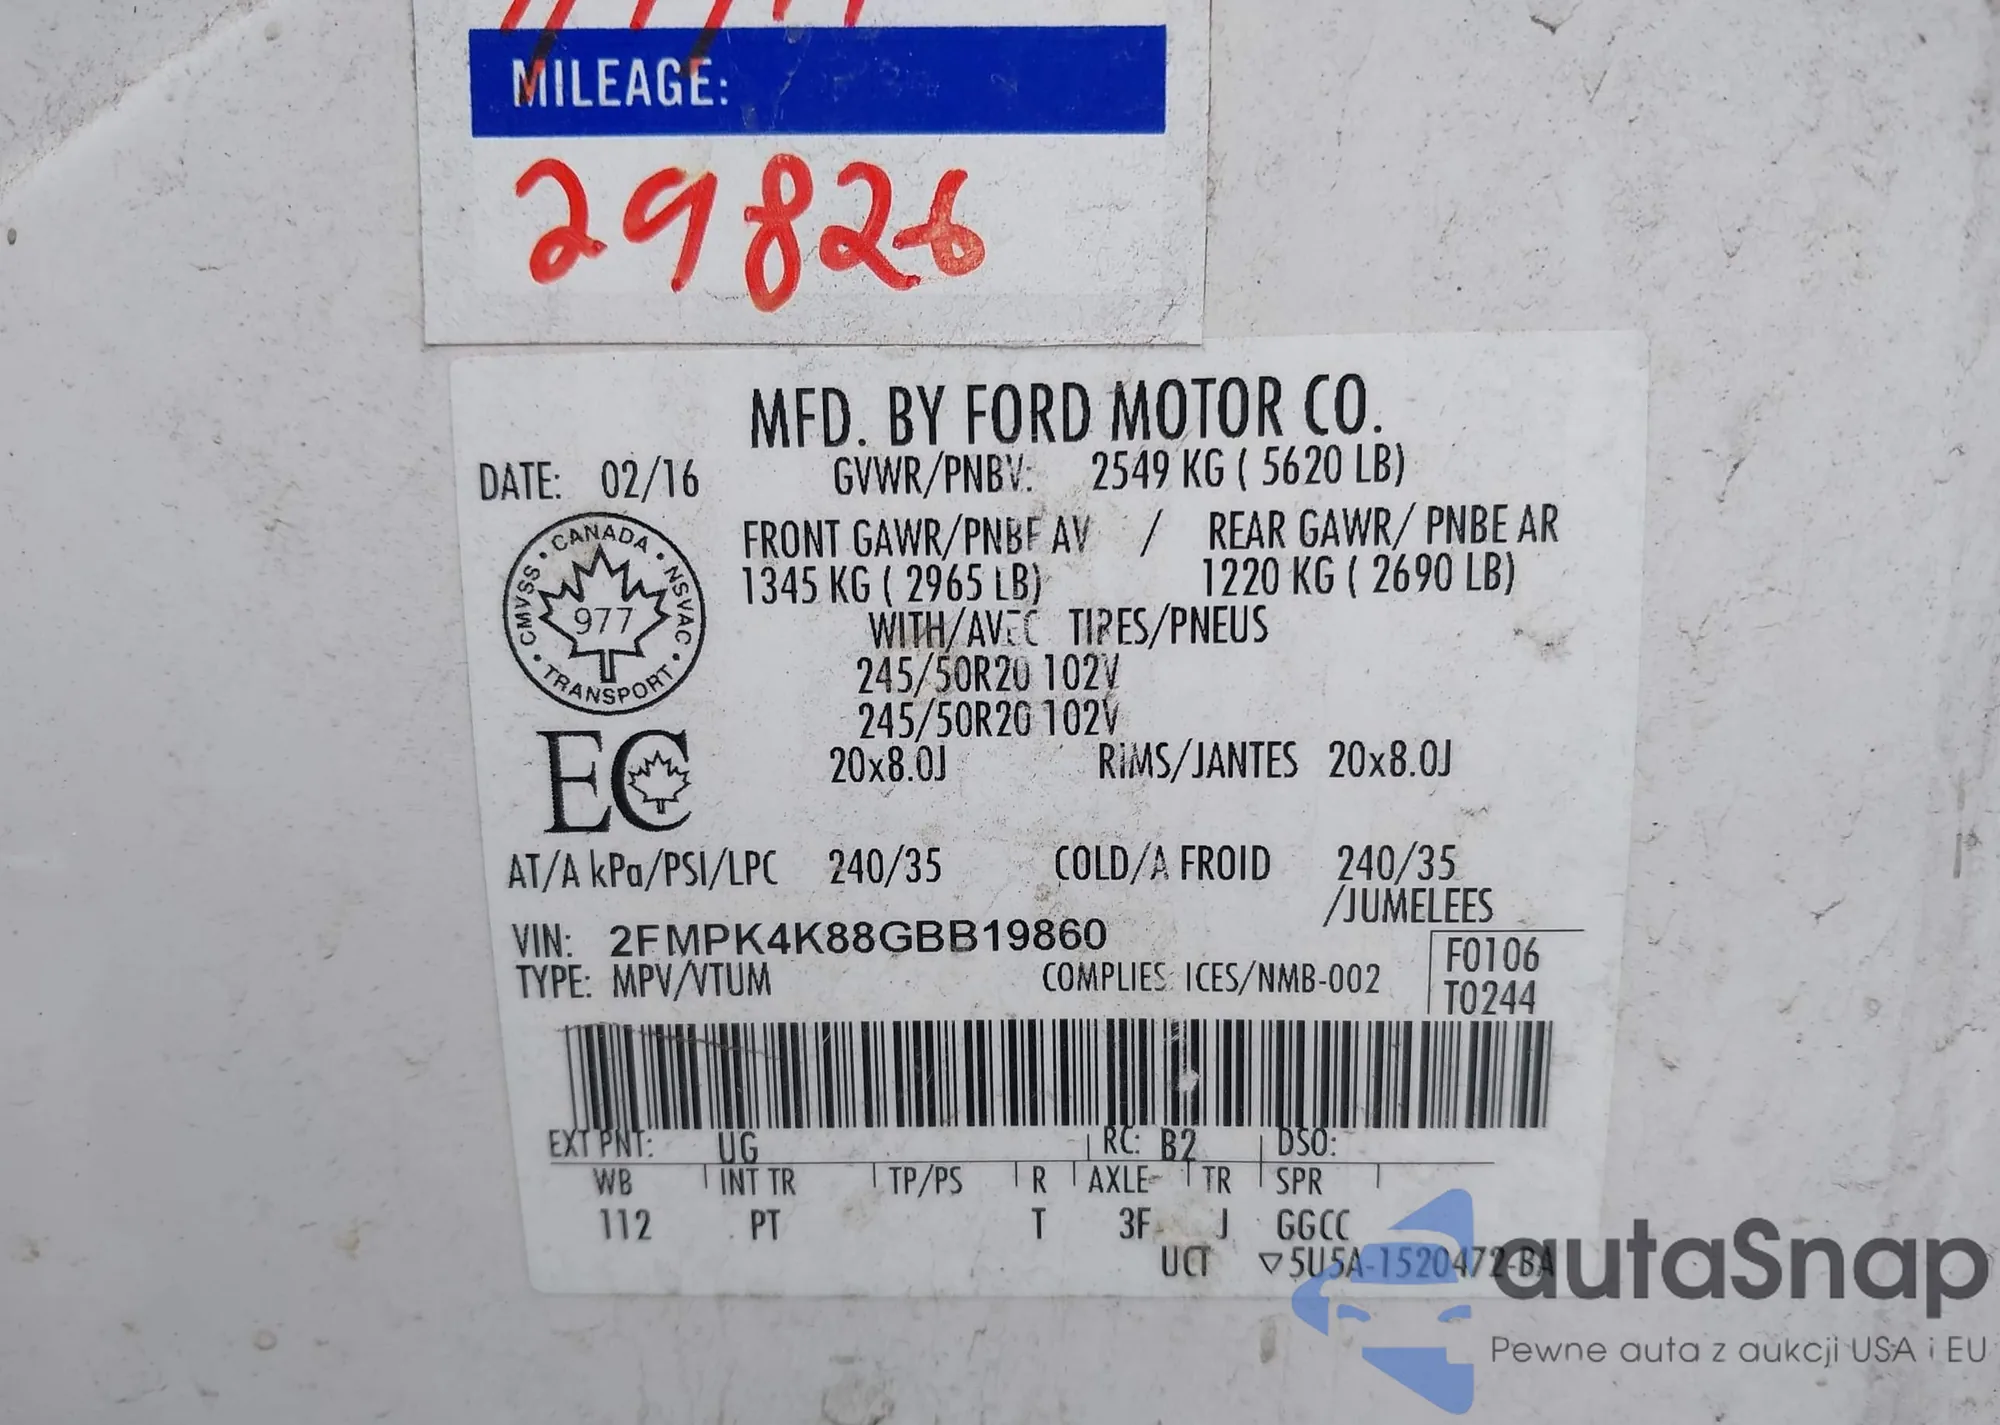 MILEAGE:
29826
MFD. BY FORD MOTOR CO.
DATE: 02/16 GVWR/PNBV: 2549 KG ( 5620 LB)
FRONT GAWR/PNBE AV / REAR GAWR/ PNBE AR
1345 KG ( 2965 LB) 1220 KG ( 2690 LB)
WITH/AVEC TIRES/PNEUS
245/50R20 102V
245/50R20 102V
20x8.0J RIMS/JANTES 20x8.0J
CANADA • NSVAC • TRANSPORT • CMVSS •
977
EC
AT/A kPa/PSI/LPC 240/35 COLD/A FROID 240/35
/JUMELEES
VIN: 2FMPK4K88GBB19860
TYPE: MPV/VTUM COMPLIES ICES/NMB-002
F0106
T0244
EXT PNT: UG RC: B2 DSO:
WB INT TR TP/PS R AXLE TR SPR
112 PT T 3F J GGCC
UCT ▽5U5A-1520472-BA
autaSnap
Pewne auta z aukcji USA i EU